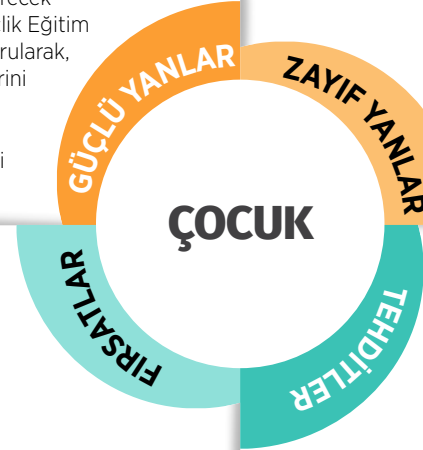 lik Eğitim
rularak,
GÜÇLÜ YANLAR
ZAYIF YANLAR
ÇOCUK
FIRSATLAR
TEHDİTLER